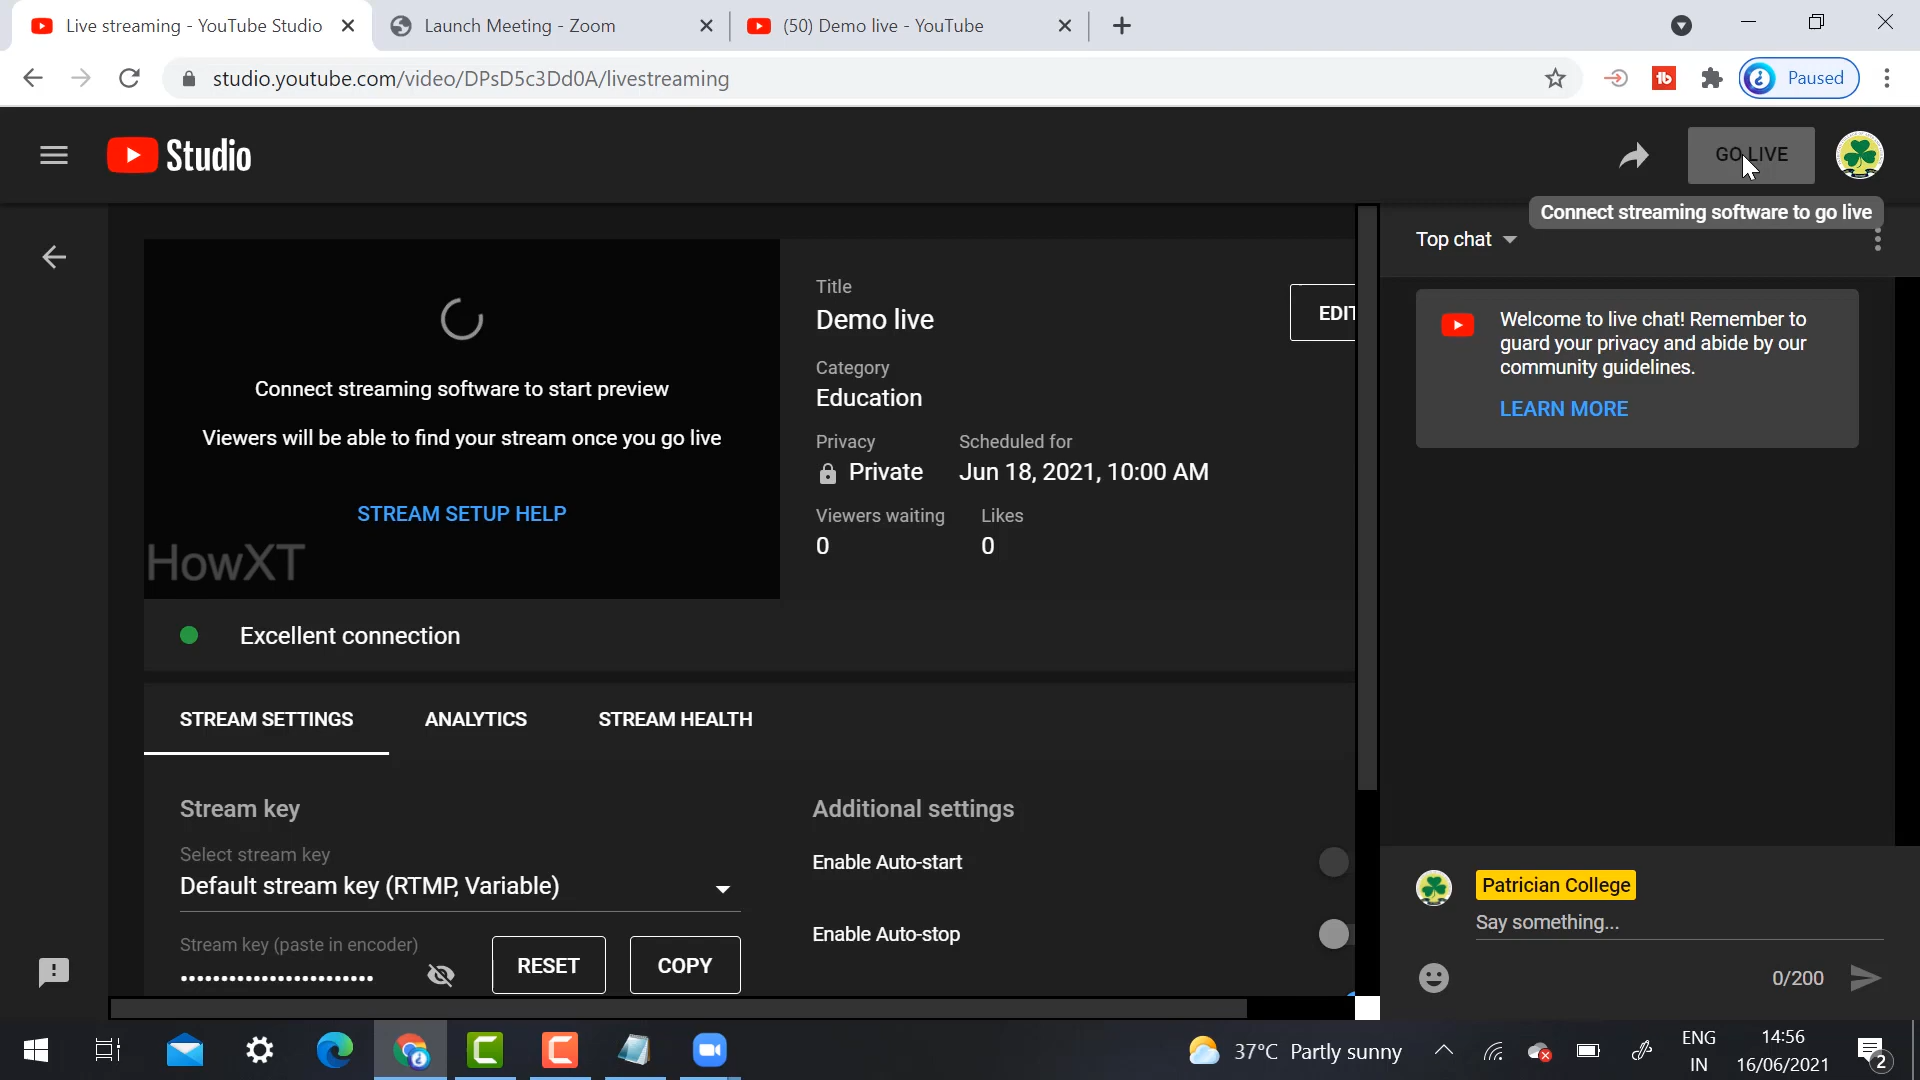 Live streaming - YouTube Studio
Launch Meeting - Zoom
(50) Demo live - YouTube
studio.youtube.com/video/DPsD5c3Dd0A/livestreaming
Paused
Studio
GO LIVE
Connect streaming software to go live
Top chat
Connect streaming software to start preview
Viewers will be able to find your stream once you go live
STREAM SETUP HELP
HowXT
Title
Demo live
EDIT
Category
Education
Privacy
Scheduled for
Private
Jun 18, 2021, 10:00 AM
Viewers waiting
Likes
0
0
Welcome to live chat! Remember to
guard your privacy and abide by our
community guidelines.
LEARN MORE
Excellent connection
STREAM SETTINGS
ANALYTICS
STREAM HEALTH
Stream key
Select stream key
Default stream key (RTMP, Variable)
Stream key (paste in encoder)
••••••••••••••••••••••••
RESET
COPY
Additional settings
Enable Auto-start
Enable Auto-stop
Patrician College
Say something...
0/200
37°C Partly sunny
ENG
IN
14:56
16/06/2021
2